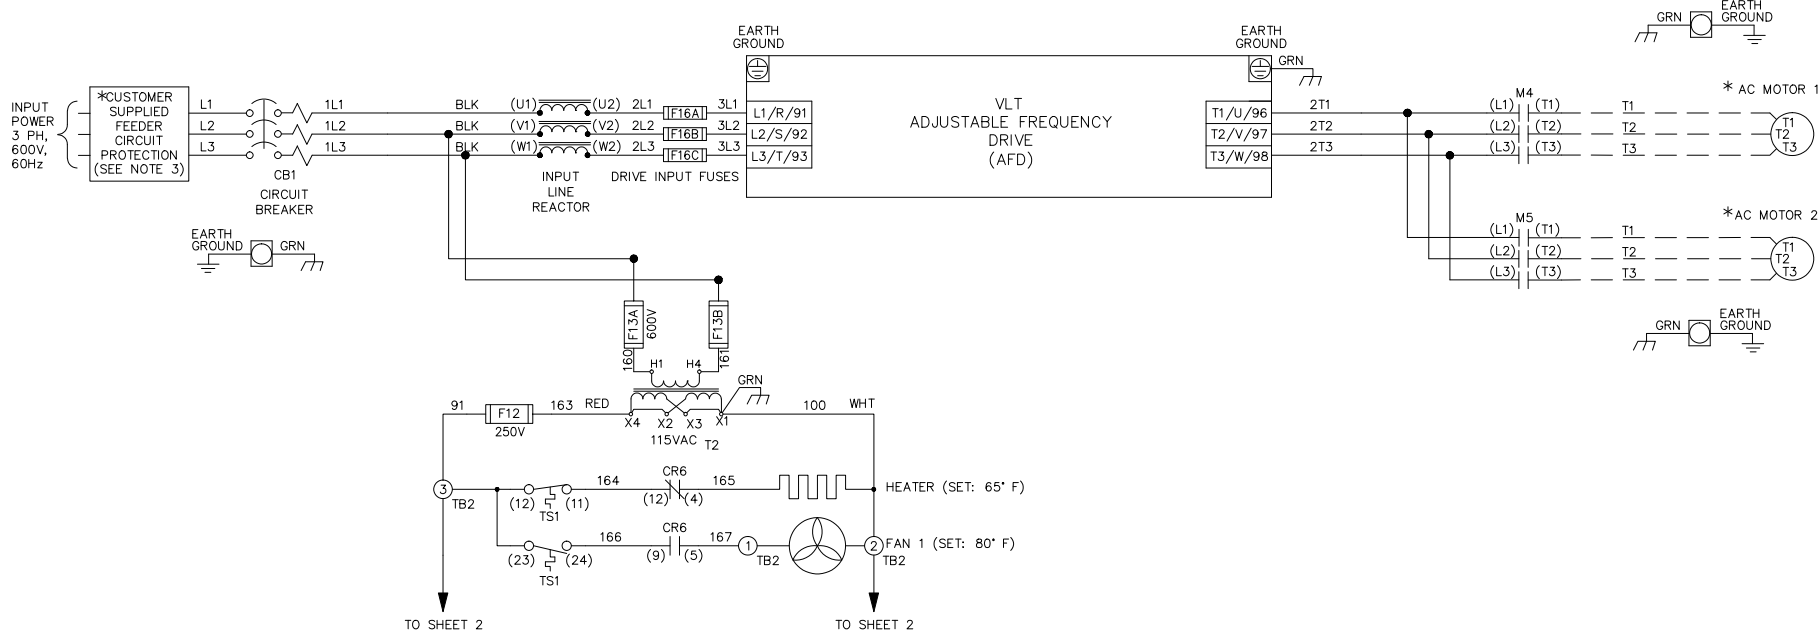 INPUT
POWER
3 PH,
600V,
60Hz
*CUSTOMER
SUPPLIED
FEEDER
CIRCUIT
PROTECTION
(SEE NOTE 3)
L1
L2
L3
CB1
CIRCUIT
BREAKER
1L1
1L2
1L3
BLK
BLK
BLK
(U1)
(V1)
(W1)
(U2)
(V2)
(W2)
INPUT
LINE
REACTOR
2L1
2L2
2L3
F16A
F16B
F16C
3L1
3L2
3L3
DRIVE INPUT FUSES
EARTH
GROUND
L1/R/91
L2/S/92
L3/T/93
VLT
ADJUSTABLE FREQUENCY
DRIVE
(AFD)
EARTH
GROUND
GRN
T1/U/96
T2/V/97
T3/W/98
2T1
2T2
2T3
M4
(L1) (T1)
(L2) (T2)
(L3) (T3)
T1
T2
T3
* AC MOTOR 1
T1
T2
T3
GRN
EARTH
GROUND
M5
(L1) (T1)
(L2) (T2)
(L3) (T3)
T1
T2
T3
*AC MOTOR 2
T1
T2
T3
GRN
EARTH
GROUND
EARTH
GROUND
GRN
F13A
600V
F13B
160
161
H1
H4
GRN
91
F12
250V
163
RED
X4
X2
X3
X1
115VAC
T2
100
WHT
3
TB2
(12)
(11)
TS1
164
CR6
(12)
(4)
165
HEATER (SET: 65° F)
(23)
(24)
TS1
166
CR6
(9)
(5)
167
1
TB2
2
TB2
FAN 1 (SET: 80° F)
TO SHEET 2
TO SHEET 2